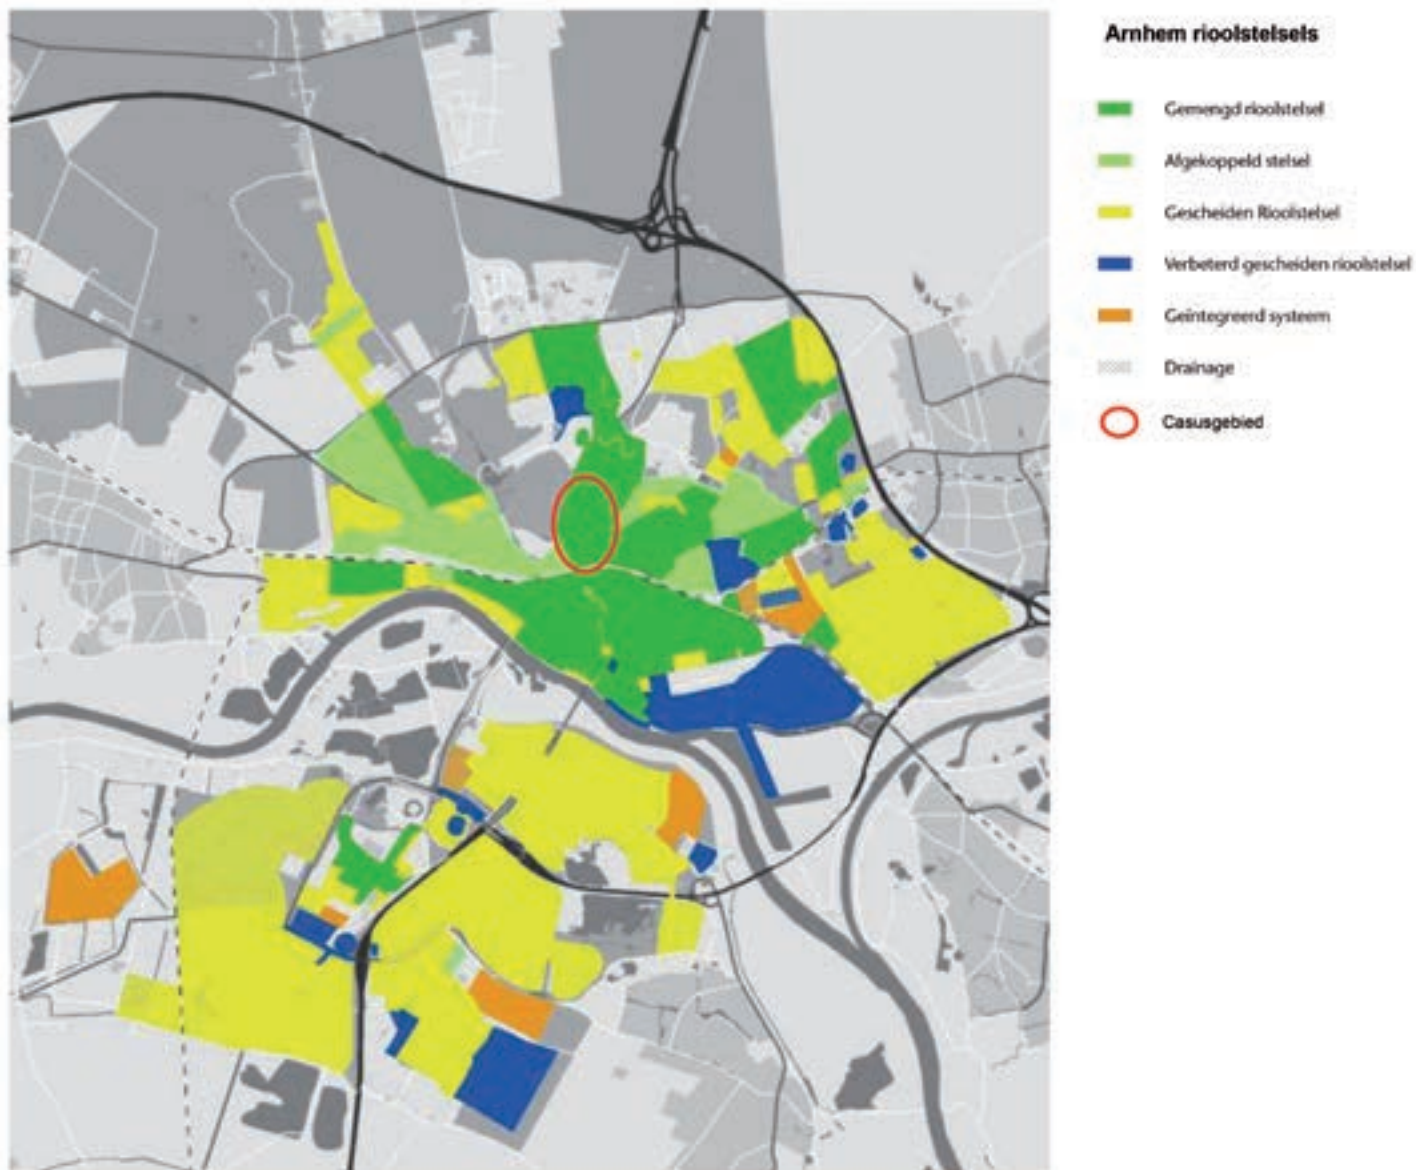 Arnhem rioolstelsels
Gemengd rioolstelsel
Afgekoppeld stelsel
Gescheiden Rioolstelsel
Verbeterd gescheiden rioolstelsel
Geïntegreerd systeem
Drainage
Casusgebied